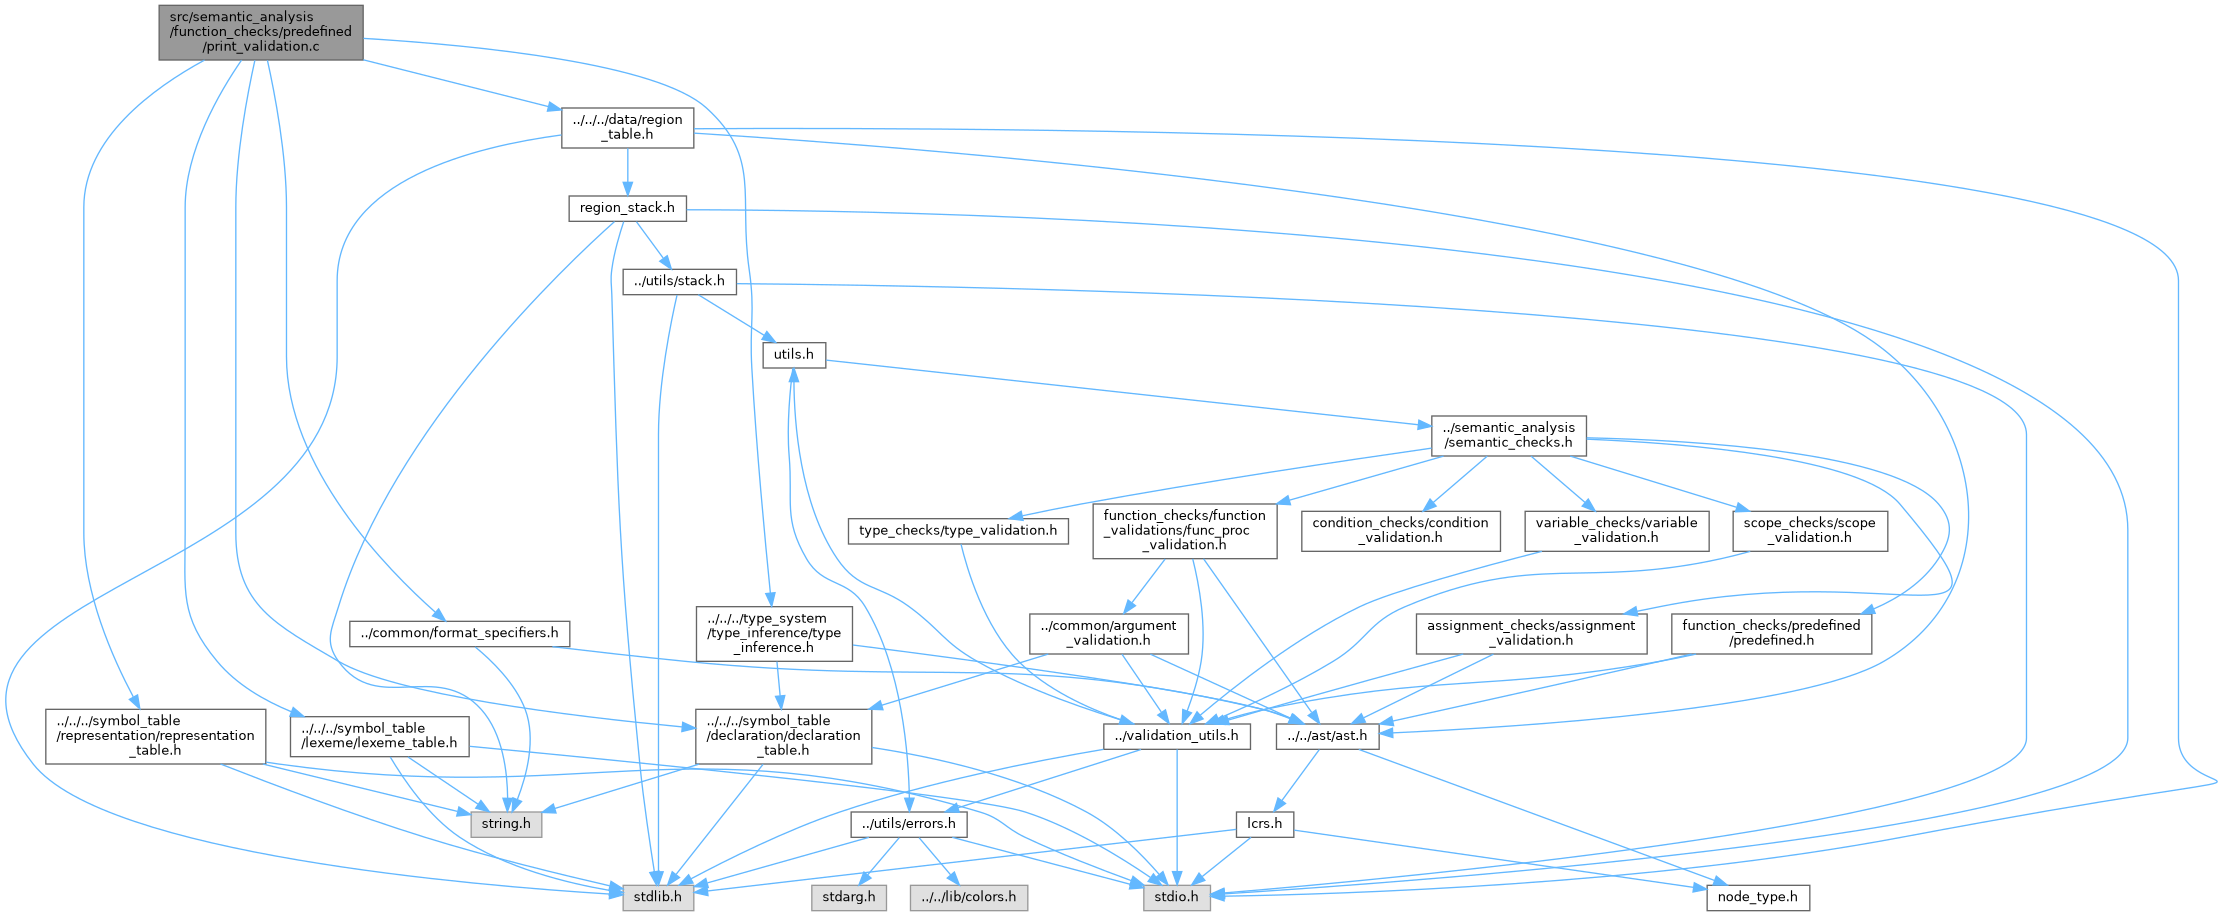 src/semantic_analysis
/function_checks/predefined
/print_validation.c
../../../data/region
_table.h
region_stack.h
../utils/stack.h
utils.h
../semantic_analysis
/semantic_checks.h
type_checks/type_validation.h
function_checks/function
_validations/func_proc
_validation.h
condition_checks/condition
_validation.h
variable_checks/variable
_validation.h
scope_checks/scope
_validation.h
../common/format_specifiers.h
../../../type_system
/type_inference/type
_inference.h
../common/argument
_validation.h
assignment_checks/assignment
_validation.h
function_checks/predefined
/predefined.h
../../../symbol_table
/representation/representation
_table.h
../../../symbol_table
/lexeme/lexeme_table.h
../../../symbol_table
/declaration/declaration
_table.h
../validation_utils.h
../../ast/ast.h
string.h
../utils/errors.h
lcrs.h
stdlib.h
stdarg.h
../../lib/colors.h
stdio.h
node_type.h